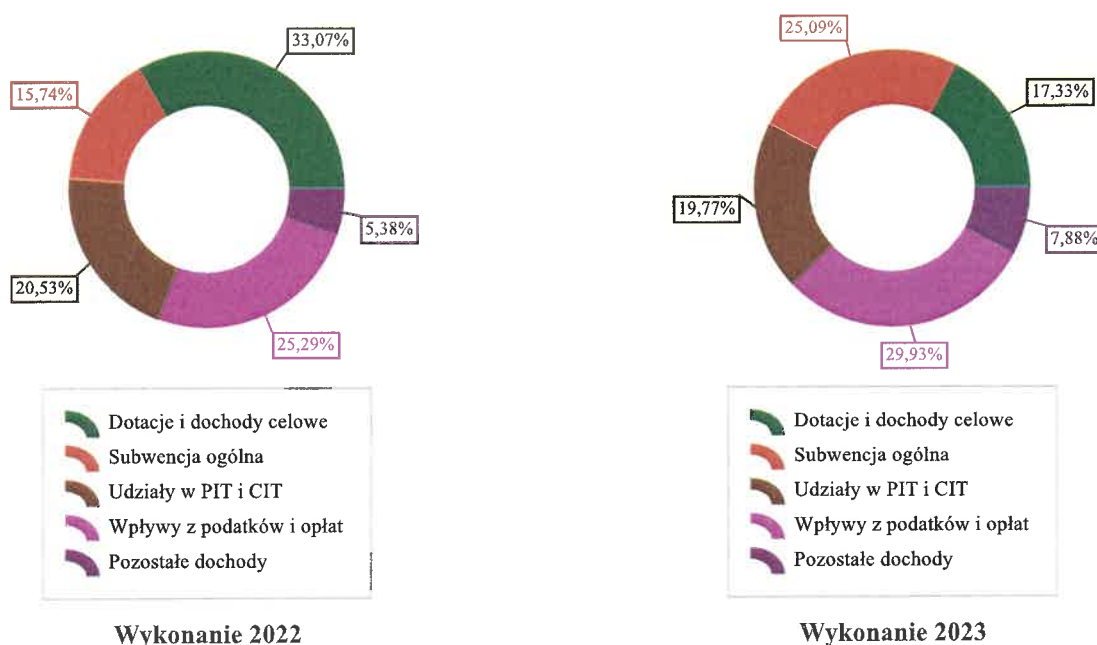 33,07%
15,74%
5,38%
20,53%
25,29%
Dotacje i dochody celowe
Subwencja ogólna
Udziały w PIT i CIT
Wpływy z podatków i opłat
Pozostałe dochody
Wykonanie 2022
25,09%
17,33%
19,77%
7,88%
29,93%
Dotacje i dochody celowe
Subwencja ogólna
Udziały w PIT i CIT
Wpływy z podatków i opłat
Pozostałe dochody
Wykonanie 2023